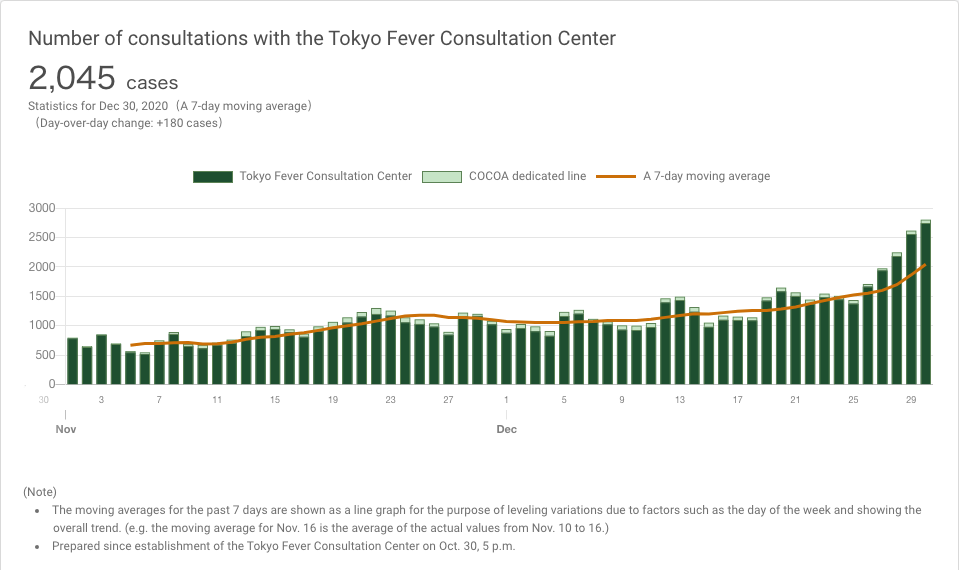 Number of consultations with the Tokyo Fever Consultation Center
2,045 cases
Statistics for Dec 30, 2020（A 7-day moving average）
（Day-over-day change: +180 cases）
Tokyo Fever Consultation Center COCOA dedicated line A 7-day moving average
3000
2500
2000
1500
1000
500
0
30 3 7 11 15 19 23 27 1 5 9 13 17 21 25 29
Nov Dec
(Note)
• The moving averages for the past 7 days are shown as a line graph for the purpose of leveling variations due to factors such as the day of the week and showing the
overall trend. (e.g. the moving average for Nov. 16 is the average of the actual values from Nov. 10 to 16.)
• Prepared since establishment of the Tokyo Fever Consultation Center on Oct. 30, 5 p.m.